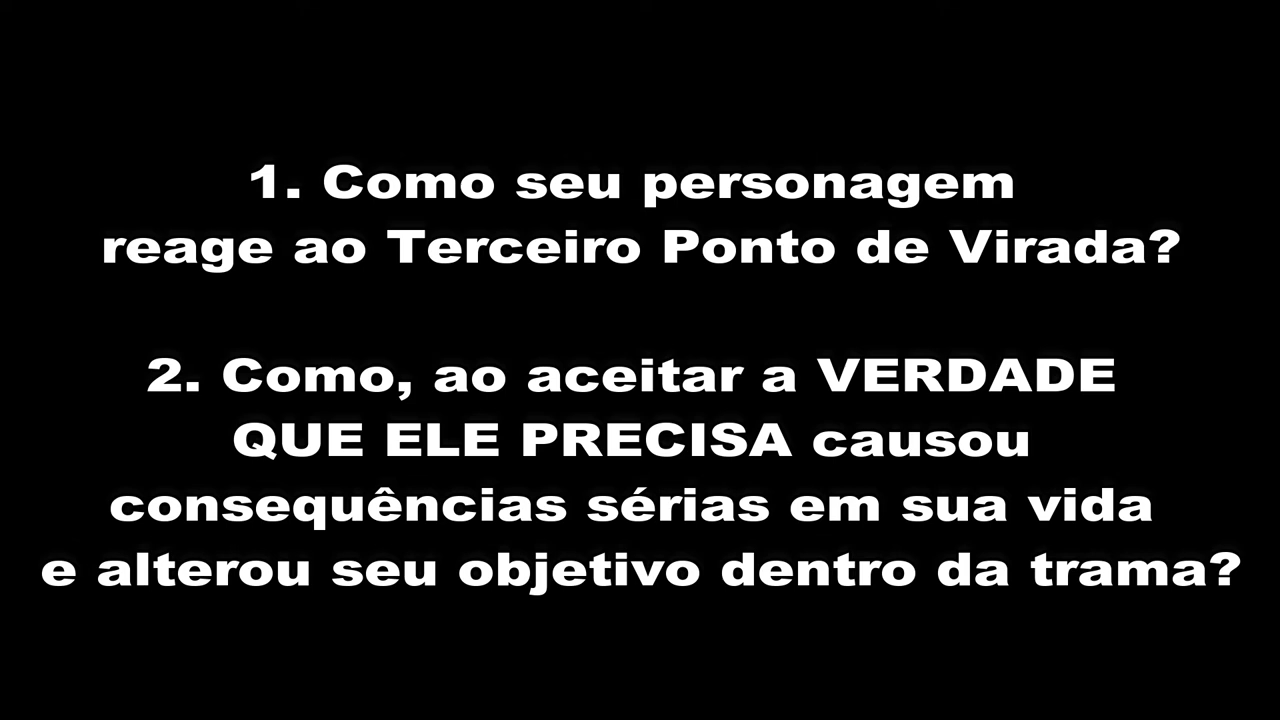 1. Como seu personagem
reage ao Terceiro Ponto de Virada?
2. Como, ao aceitar a VERDADE
QUE ELE PRECISA causou
consequências sérias em sua vida
e alterou seu objetivo dentro da trama?